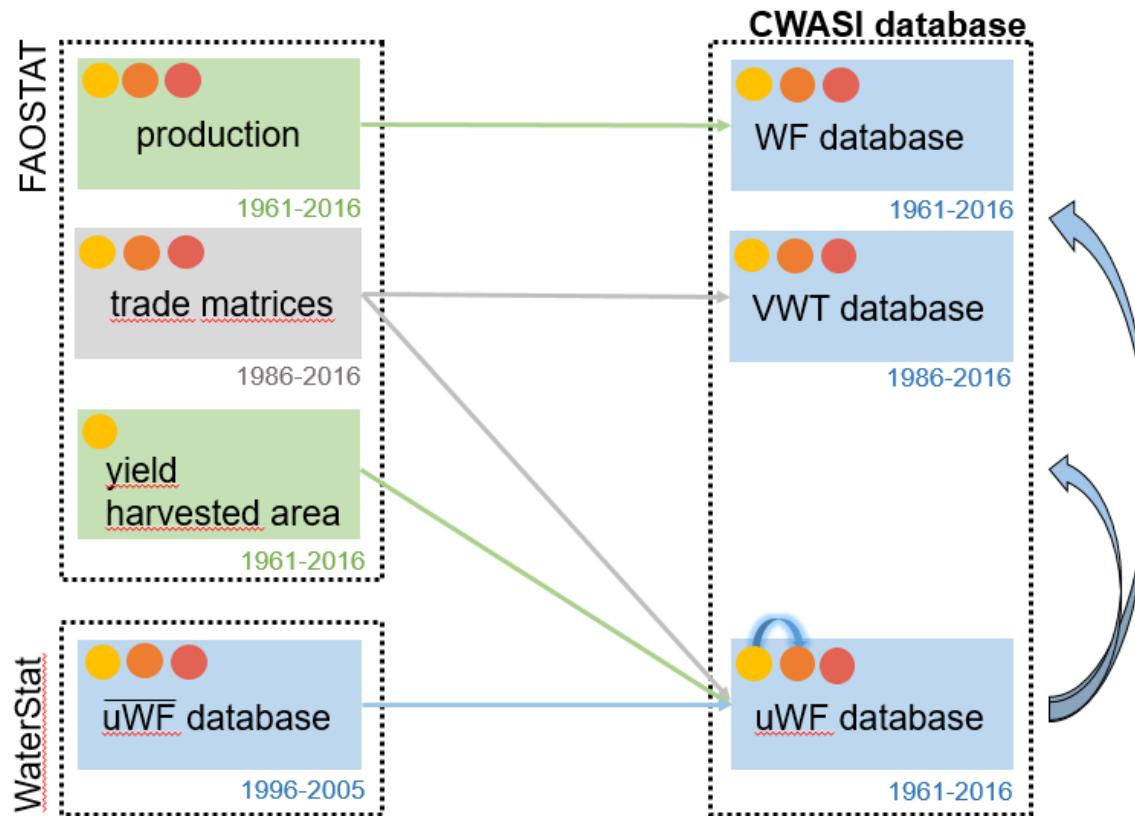 CWASI database
FAOSTAT
production
1961-2016
trade matrices
1986-2016
yield
harvested area
1961-2016
WaterStat
u̅W̅F̅ database
1996-2005
WF database
1961-2016
VWT database
1986-2016
uWF database
1961-2016